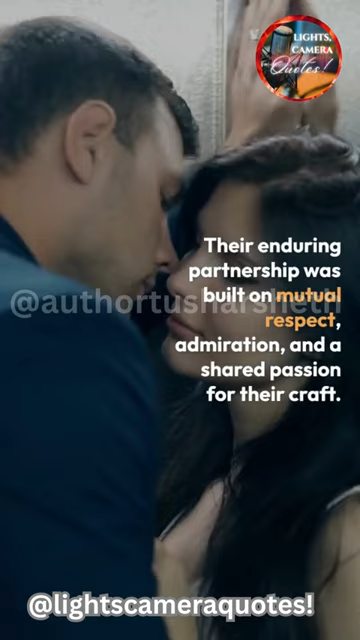 LIGHTS,
CAMERA
Quotes!
Their enduring
partnership was
built on mutual
respect,
admiration, and a
shared passion
for their craft.
@authortusharsheth
@lightscameraquotes!